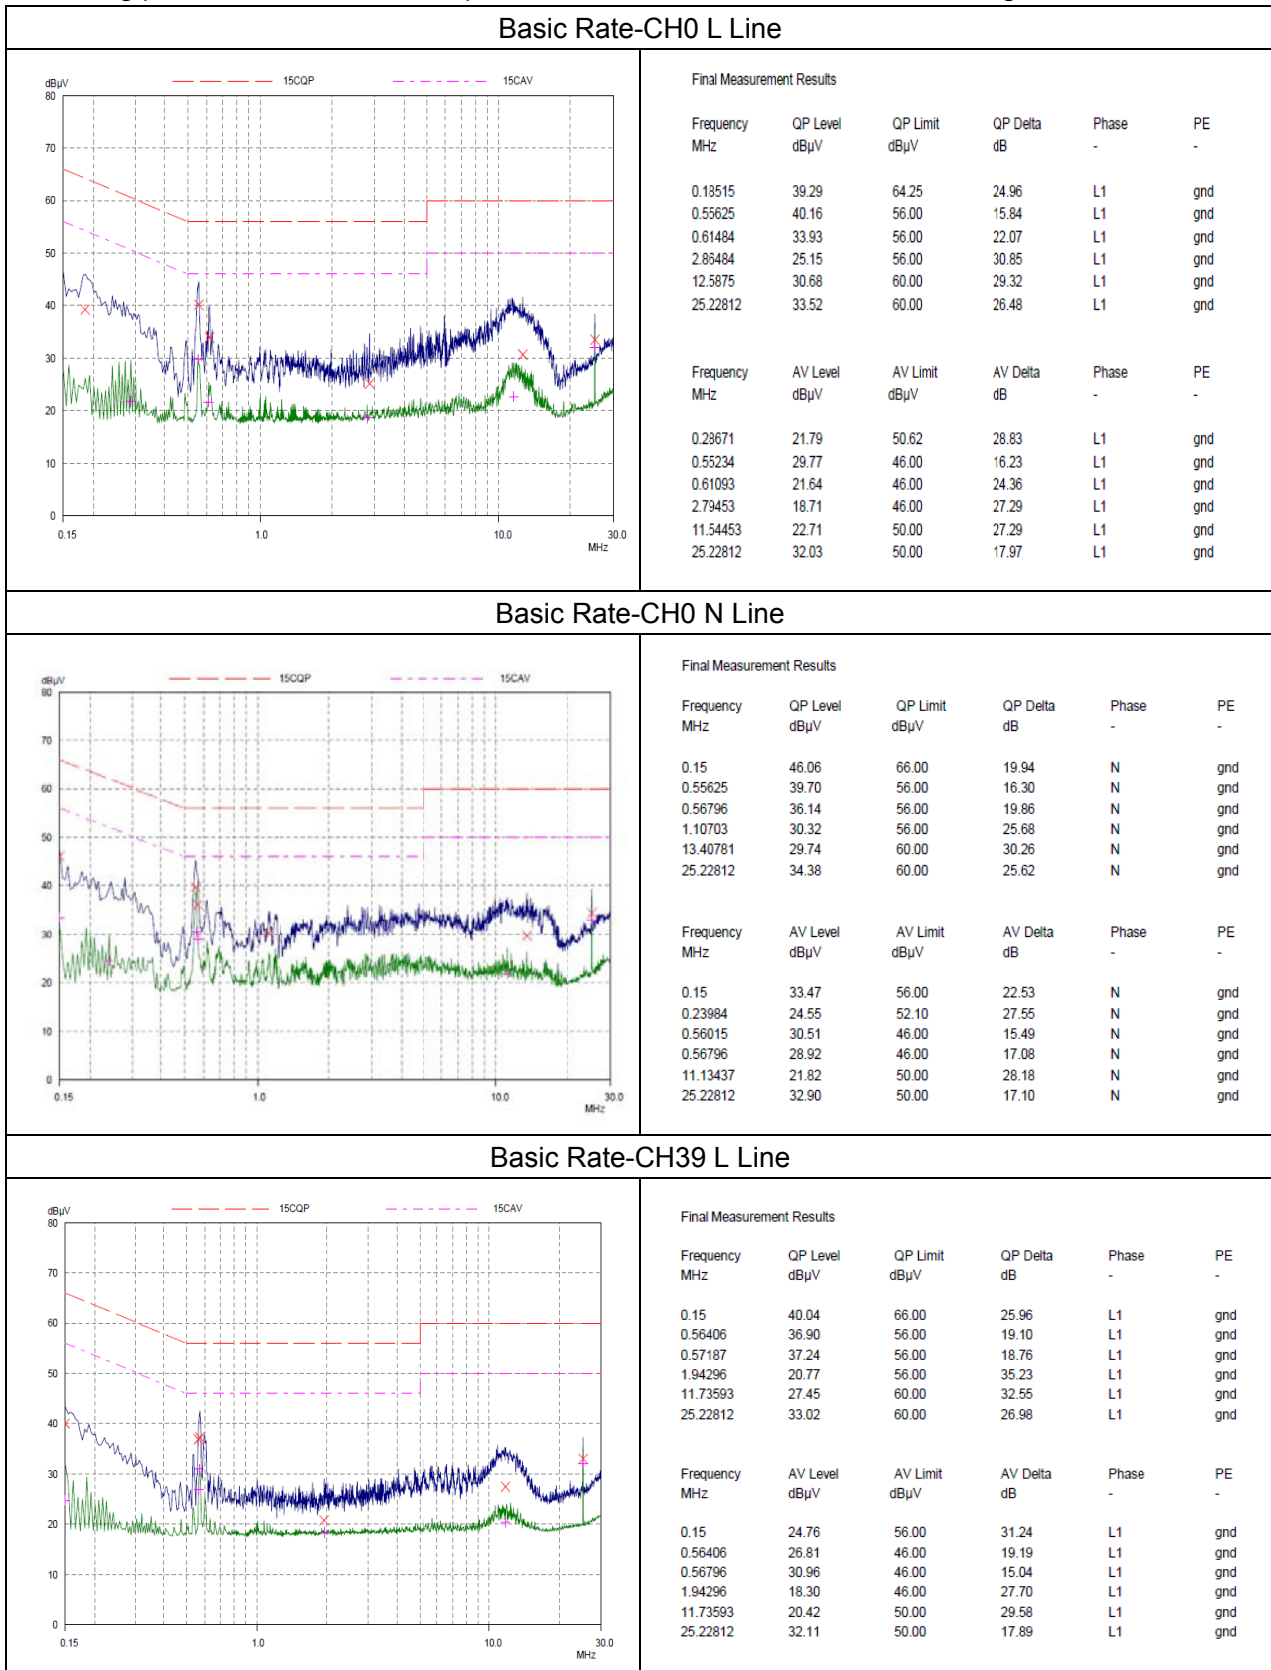 Basic Rate-CH0 L Line
dBµV
15CQP
15CAV
80
70
60
50
40
30
20
10
0
0.15
1.0
10.0
30.0
MHz
Final Measurement Results
Frequency QP Level QP Limit QP Delta Phase PE
MHz dBµV dBµV dB - -
0.18515 39.29 64.25 24.96 L1 gnd
0.55625 40.16 56.00 15.84 L1 gnd
0.61484 33.93 56.00 22.07 L1 gnd
2.86484 25.15 56.00 30.85 L1 gnd
12.5875 30.68 60.00 29.32 L1 gnd
25.22812 33.52 60.00 26.48 L1 gnd
Frequency AV Level AV Limit AV Delta Phase PE
MHz dBµV dBµV dB - -
0.28671 21.79 50.62 28.83 L1 gnd
0.55234 29.77 46.00 16.23 L1 gnd
0.61093 21.64 46.00 24.36 L1 gnd
2.79453 18.71 46.00 27.29 L1 gnd
11.54453 22.71 50.00 27.29 L1 gnd
25.22812 32.03 50.00 17.97 L1 gnd
Basic Rate-CH0 N Line
dBµV
15CQP
15CAV
80
70
60
50
40
30
20
10
0
0.15
1.0
10.0
30.0
MHz
Final Measurement Results
Frequency QP Level QP Limit QP Delta Phase PE
MHz dBµV dBµV dB - -
0.15 46.06 66.00 19.94 N gnd
0.55625 39.70 56.00 16.30 N gnd
0.56796 36.14 56.00 19.86 N gnd
1.10703 30.32 56.00 25.68 N gnd
13.40781 29.74 60.00 30.26 N gnd
25.22812 34.38 60.00 25.62 N gnd
Frequency AV Level AV Limit AV Delta Phase PE
MHz dBµV dBµV dB - -
0.15 33.47 56.00 22.53 N gnd
0.23984 24.55 52.10 27.55 N gnd
0.56015 30.51 46.00 15.49 N gnd
0.56796 28.92 46.00 17.08 N gnd
11.13437 21.82 50.00 28.18 N gnd
25.22812 32.90 50.00 17.10 N gnd
Basic Rate-CH39 L Line
dBµV
15CQP
15CAV
80
70
60
50
40
30
20
10
0
0.15
1.0
10.0
30.0
MHz
Final Measurement Results
Frequency QP Level QP Limit QP Delta Phase PE
MHz dBµV dBµV dB - -
0.15 40.04 66.00 25.96 L1 gnd
0.56406 36.90 56.00 19.10 L1 gnd
0.57187 37.24 56.00 18.76 L1 gnd
1.94296 20.77 56.00 35.23 L1 gnd
11.73593 27.45 60.00 32.55 L1 gnd
25.22812 33.02 60.00 26.98 L1 gnd
Frequency AV Level AV Limit AV Delta Phase PE
MHz dBµV dBµV dB - -
0.15 24.76 56.00 31.24 L1 gnd
0.56406 26.81 46.00 19.19 L1 gnd
0.56796 30.96 46.00 15.04 L1 gnd
1.94296 18.30 46.00 27.70 L1 gnd
11.73593 20.42 50.00 29.58 L1 gnd
25.22812 32.11 50.00 17.89 L1 gnd